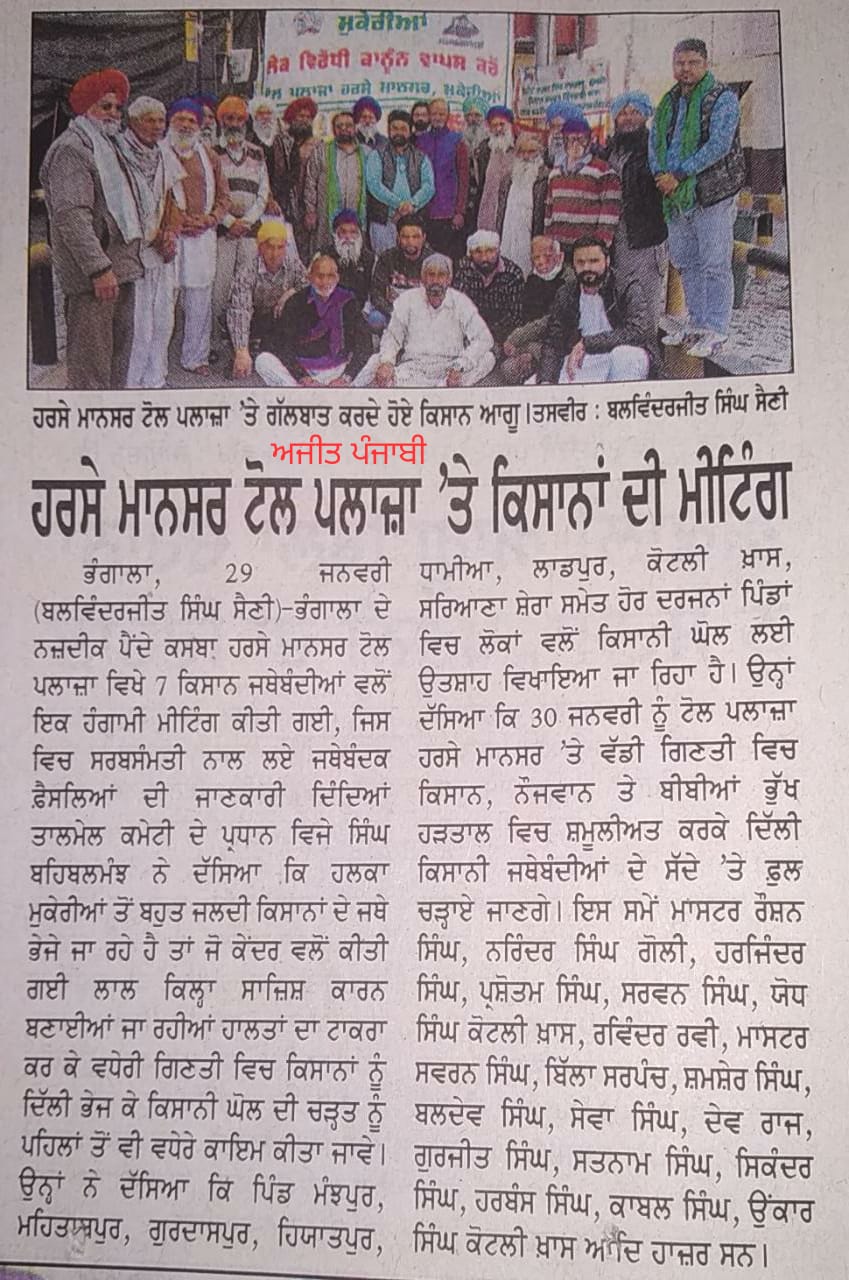 ਮੁਕੇਰੀਆਂ
ਲੋਕ ਵਿਰੋਧੀ ਕਾਨੂੰਨ ਵਾਪਸ ਕਰੋ
ਪਲਾਜ਼ਾ ਹਰਸੇ ਮਾਨਸਰ, ਮੁਕੇਰੀਆਂ
ਹਰਸੇ ਮਾਨਸਰ ਟੋਲ ਪਲਾਜ਼ਾ ’ਤੇ ਗੱਲਬਾਤ ਕਰਦੇ ਹੋਏ ਕਿਸਾਨ ਆਗੂ।ਤਸਵੀਰ : ਬਲਵਿੰਦਰਜੀਤ ਸਿੰਘ ਸੈਣੀ
ਅਜੀਤ ਪੰਜਾਬੀ
ਹਰਸੇ ਮਾਨਸਰ ਟੋਲ ਪਲਾਜ਼ਾ ’ਤੇ ਕਿਸਾਨਾਂ ਦੀ ਮੀਟਿੰਗ
ਭੰਗਾਲਾ, 29 ਜਨਵਰੀ
(ਬਲਵਿੰਦਰਜੀਤ ਸਿੰਘ ਸੈਣੀ)-ਭੰਗਾਲਾ ਦੇ
ਨਜ਼ਦੀਕ ਪੈਂਦੇ ਕਸਬਾ ਹਰਸੇ ਮਾਨਸਰ ਟੋਲ
ਪਲਾਜ਼ਾ ਵਿਖੇ 7 ਕਿਸਾਨ ਜਥੇਬੰਦੀਆਂ ਵਲੋਂ
ਇਕ ਹੰਗਾਮੀ ਮੀਟਿੰਗ ਕੀਤੀ ਗਈ, ਜਿਸ
ਵਿਚ ਸਰਬਸੰਮਤੀ ਨਾਲ ਲਏ ਜਥੇਬੰਦਕ
ਫ਼ੈਸਲਿਆਂ ਦੀ ਜਾਣਕਾਰੀ ਦਿੰਦਿਆਂ
ਤਾਲਮੇਲ ਕਮੇਟੀ ਦੇ ਪ੍ਰਧਾਨ ਵਿਜੇ ਸਿੰਘ
ਬਹਿਬਲਮੰਝ ਨੇ ਦੱਸਿਆ ਕਿ ਹਲਕਾ
ਮੁਕੇਰੀਆਂ ਤੋਂ ਬਹੁਤ ਜਲਦੀ ਕਿਸਾਨਾਂ ਦੇ ਜਥੇ
ਭੇਜੇ ਜਾ ਰਹੇ ਹੈ ਤਾਂ ਜੋ ਕੇਂਦਰ ਵਲੋਂ ਕੀਤੀ
ਗਈ ਲਾਲ ਕਿਲ੍ਹਾ ਸਾਜ਼ਿਸ਼ ਕਾਰਨ
ਬਣਾਈਆਂ ਜਾ ਰਹੀਆਂ ਹਾਲਤਾਂ ਦਾ ਟਾਕਰਾ
ਕਰ ਕੇ ਵਧੇਰੀ ਗਿਣਤੀ ਵਿਚ ਕਿਸਾਨਾਂ ਨੂੰ
ਦਿੱਲੀ ਭੇਜ ਕੇ ਕਿਸਾਨੀ ਘੋਲ ਦੀ ਚੜ੍ਹਤ ਨੂੰ
ਪਹਿਲਾਂ ਤੋਂ ਵੀ ਵਧੇਰੇ ਕਾਇਮ ਕੀਤਾ ਜਾਵੇ।
ਉਨ੍ਹਾਂ ਨੇ ਦੱਸਿਆ ਕਿ ਪਿੰਡ ਮੰਝਪੁਰ,
ਮਹਿਤਾਬਪੁਰ, ਗੁਰਦਾਸਪੁਰ, ਹਿਯਾਤਪੁਰ,
ਧਾਮੀਆ, ਲਾਡਪੁਰ, ਕੋਟਲੀ ਖ਼ਾਸ,
ਸਰਿਆਣਾ ਸ਼ੇਰਾ ਸਮੇਤ ਹੋਰ ਦਰਜਨਾਂ ਪਿੰਡਾਂ
ਵਿਚ ਲੋਕਾਂ ਵਲੋਂ ਕਿਸਾਨੀ ਘੋਲ ਲਈ
ਉਤਸ਼ਾਹ ਵਿਖਾਇਆ ਜਾ ਰਿਹਾ ਹੈ। ਉਨ੍ਹਾਂ
ਦੱਸਿਆ ਕਿ 30 ਜਨਵਰੀ ਨੂੰ ਟੋਲ ਪਲਾਜ਼ਾ
ਹਰਸੇ ਮਾਨਸਰ ’ਤੇ ਵੱਡੀ ਗਿਣਤੀ ਵਿਚ
ਕਿਸਾਨ, ਨੌਜਵਾਨ ਤੇ ਬੀਬੀਆਂ ਭੁੱਖ
ਹੜਤਾਲ ਵਿਚ ਸ਼ਮੂਲੀਅਤ ਕਰਕੇ ਦਿੱਲੀ
ਕਿਸਾਨੀ ਜਥੇਬੰਦੀਆਂ ਦੇ ਸੱਦੇ ’ਤੇ ਫ਼ੁਲ
ਚੜ੍ਹਾਏ ਜਾਣਗੇ। ਇਸ ਸਮੇਂ ਮਾਸਟਰ ਰੌਸ਼ਨ
ਸਿੰਘ, ਨਰਿੰਦਰ ਸਿੰਘ ਗੋਲੀ, ਹਰਜਿੰਦਰ
ਸਿੰਘ, ਪ੍ਰਸ਼ੋਤਮ ਸਿੰਘ, ਸਰਵਨ ਸਿੰਘ, ਯੋਧ
ਸਿੰਘ ਕੋਟਲੀ ਖ਼ਾਸ, ਰਵਿੰਦਰ ਰਵੀ, ਮਾਸਟਰ
ਸਵਰਨ ਸਿੰਘ, ਬਿੱਲਾ ਸਰਪੰਚ, ਸ਼ਮਸ਼ੇਰ ਸਿੰਘ,
ਬਲਦੇਵ ਸਿੰਘ, ਸੇਵਾ ਸਿੰਘ, ਦੇਵ ਰਾਜ,
ਗੁਰਜੀਤ ਸਿੰਘ, ਸਤਨਾਮ ਸਿੰਘ, ਸਿਕੰਦਰ
ਸਿੰਘ, ਹਰਬੰਸ ਸਿੰਘ, ਕਾਬਲ ਸਿੰਘ, ਉਂਕਾਰ
ਸਿੰਘ ਕੋਟਲੀ ਖ਼ਾਸ ਆਦਿ ਹਾਜ਼ਰ ਸਨ।